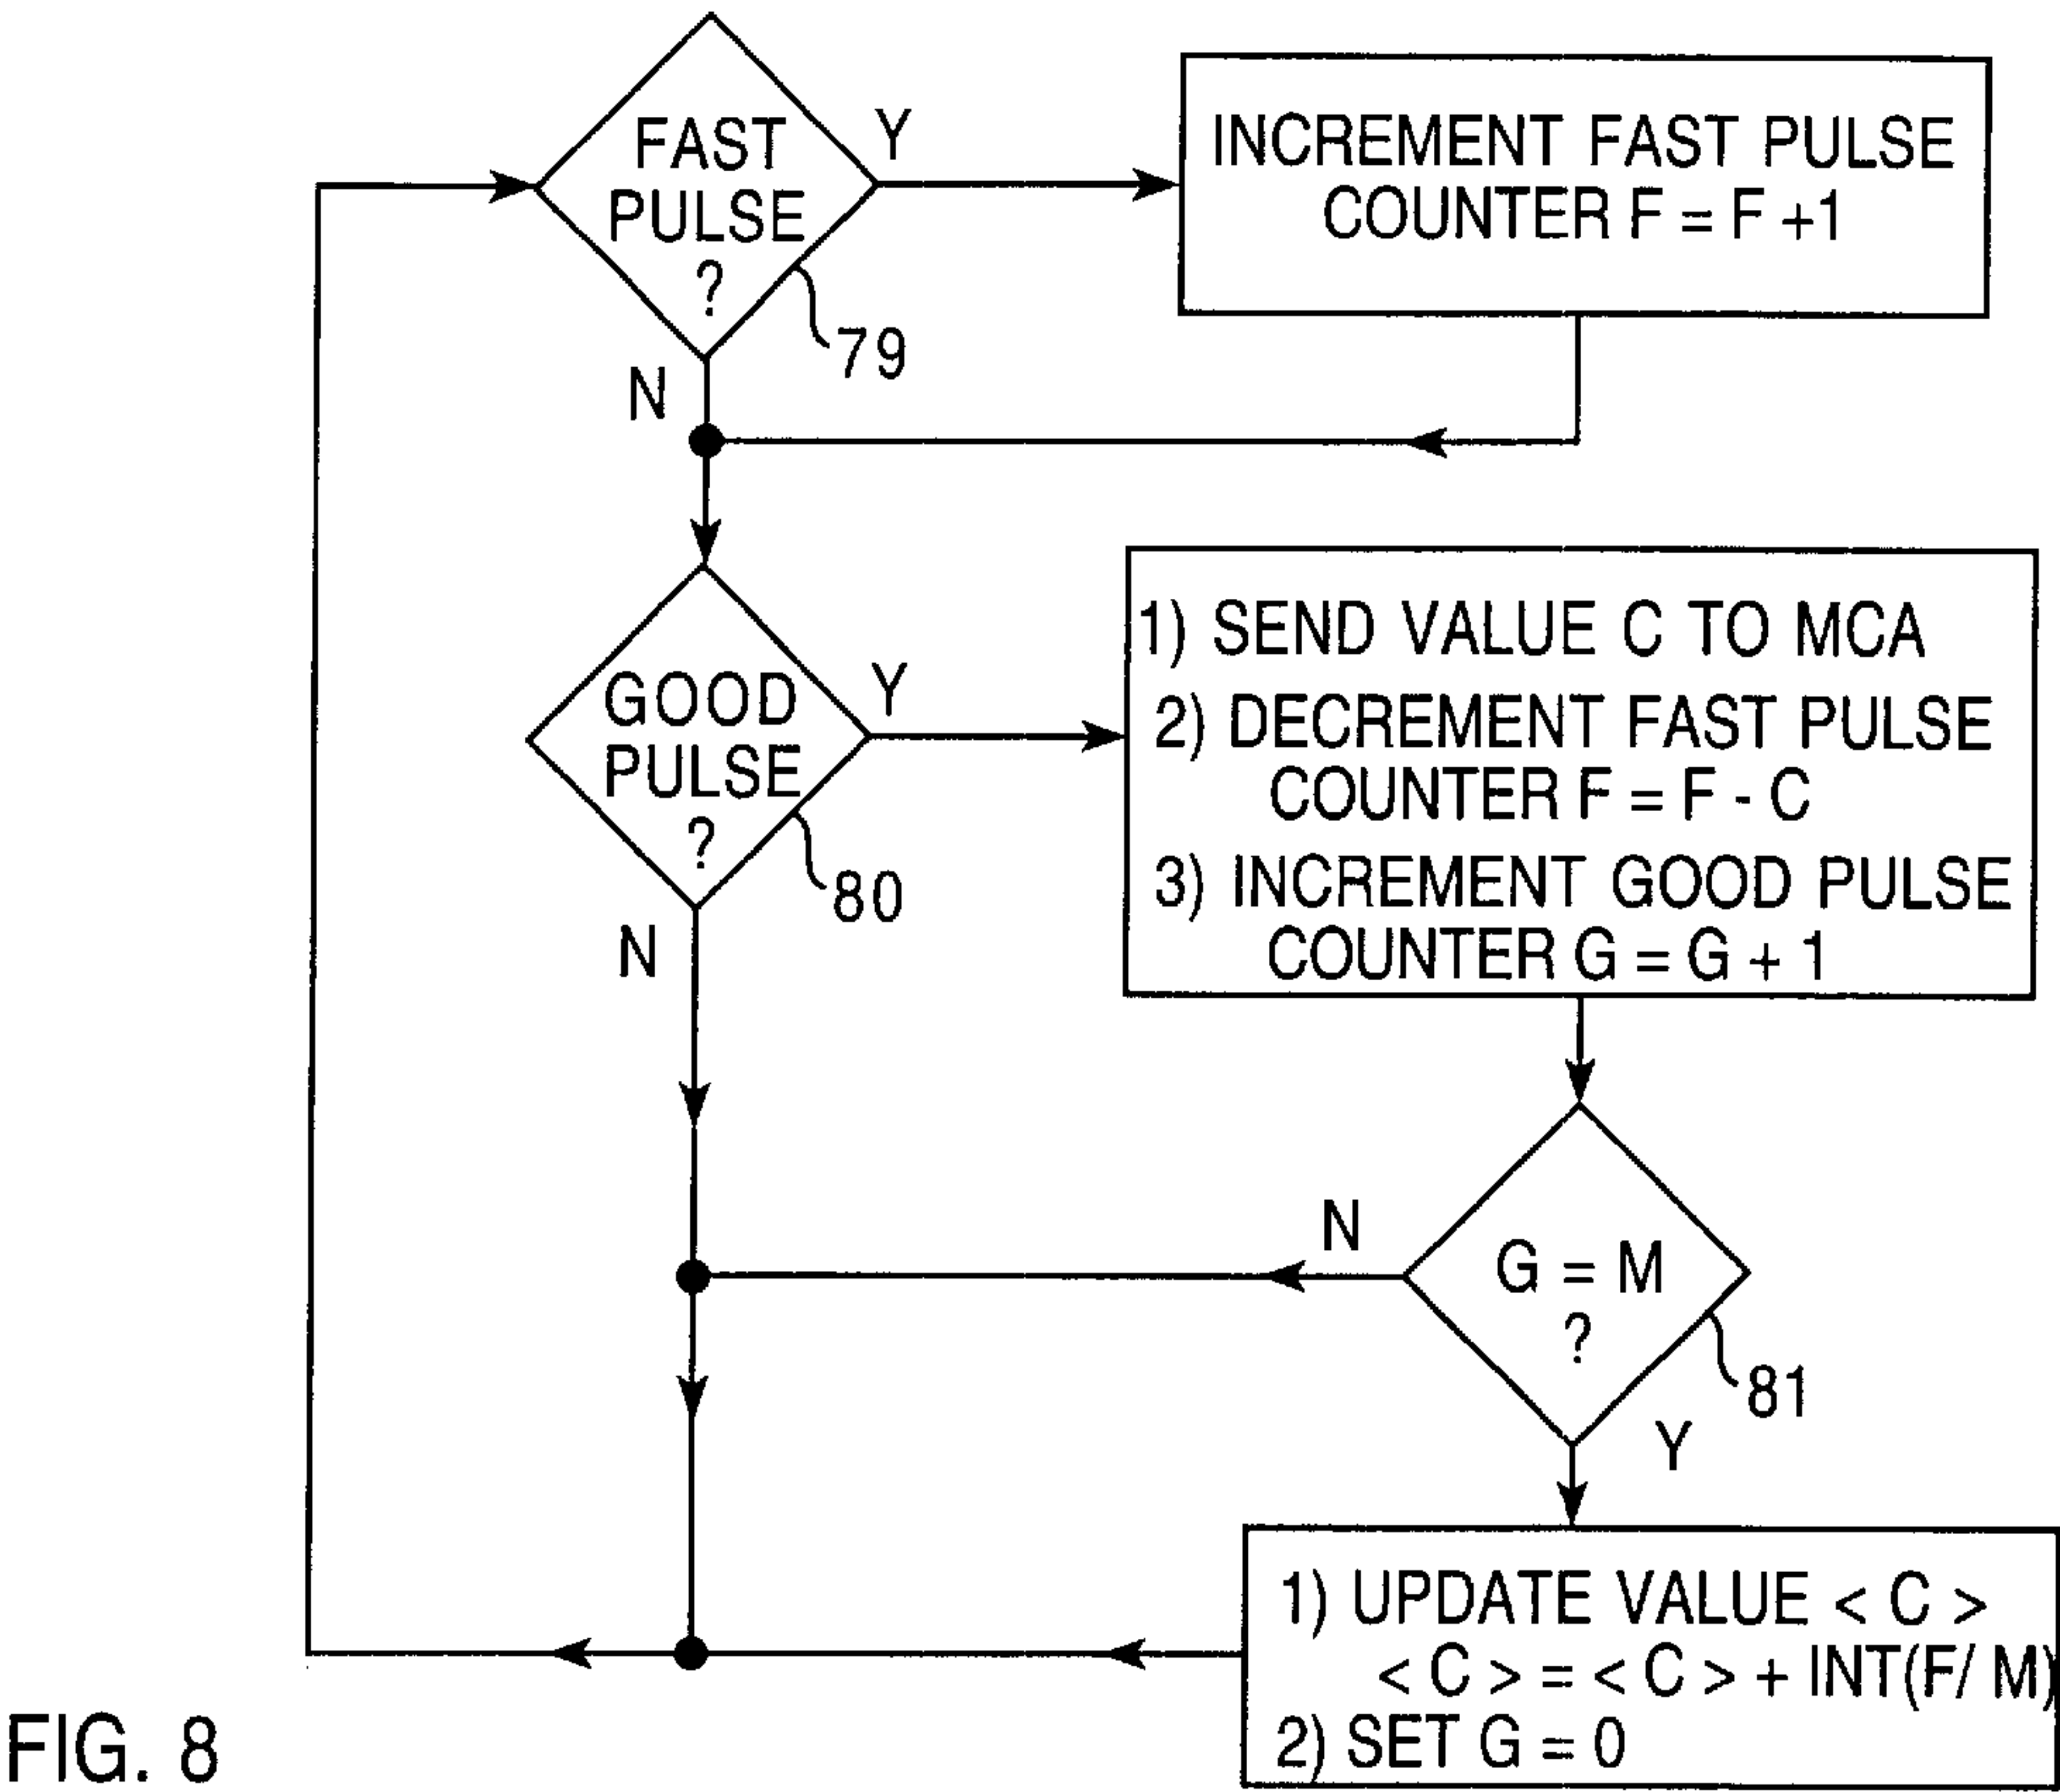 FAST
PULSE
?
Y
79
N
INCREMENT FAST PULSE
COUNTER F = F +1
GOOD
PULSE
?
Y
80
N
1) SEND VALUE C TO MCA
2) DECREMENT FAST PULSE
COUNTER F = F - C
3) INCREMENT GOOD PULSE
COUNTER G = G + 1
N
G = M
?
81
Y
1) UPDATE VALUE < C >
< C > = < C > + INT(F/ M)
2) SET G = 0
FIG. 8